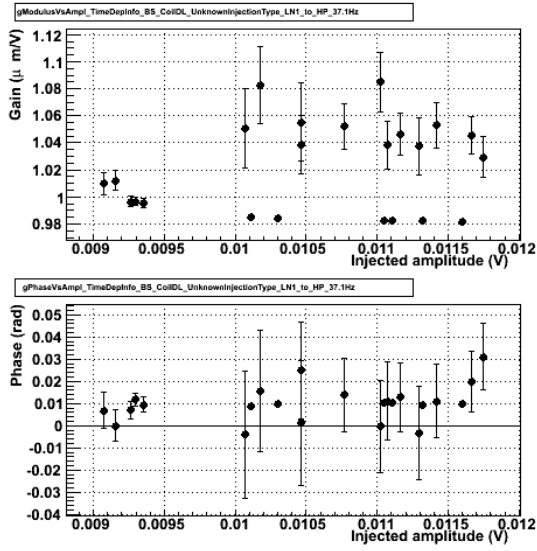 gModulusVsAmpl_TimeDepInfo_BS_CoilDL_UnknownInjectionType_LN1_to_HP_37.1Hz
Gain (μ m/V)
1.12
1.1
1.08
1.06
1.04
1.02
1
0.98
0.009 0.0095 0.01 0.0105 0.011 0.0115 0.012
Injected amplitude (V)
gPhaseVsAmpl_TimeDepInfo_BS_CoilDL_UnknownInjectionType_LN1_to_HP_37.1Hz
Phase (rad)
0.05
0.04
0.03
0.02
0.01
0
-0.01
-0.02
-0.03
-0.04
0.009 0.0095 0.01 0.0105 0.011 0.0115 0.012
Injected amplitude (V)